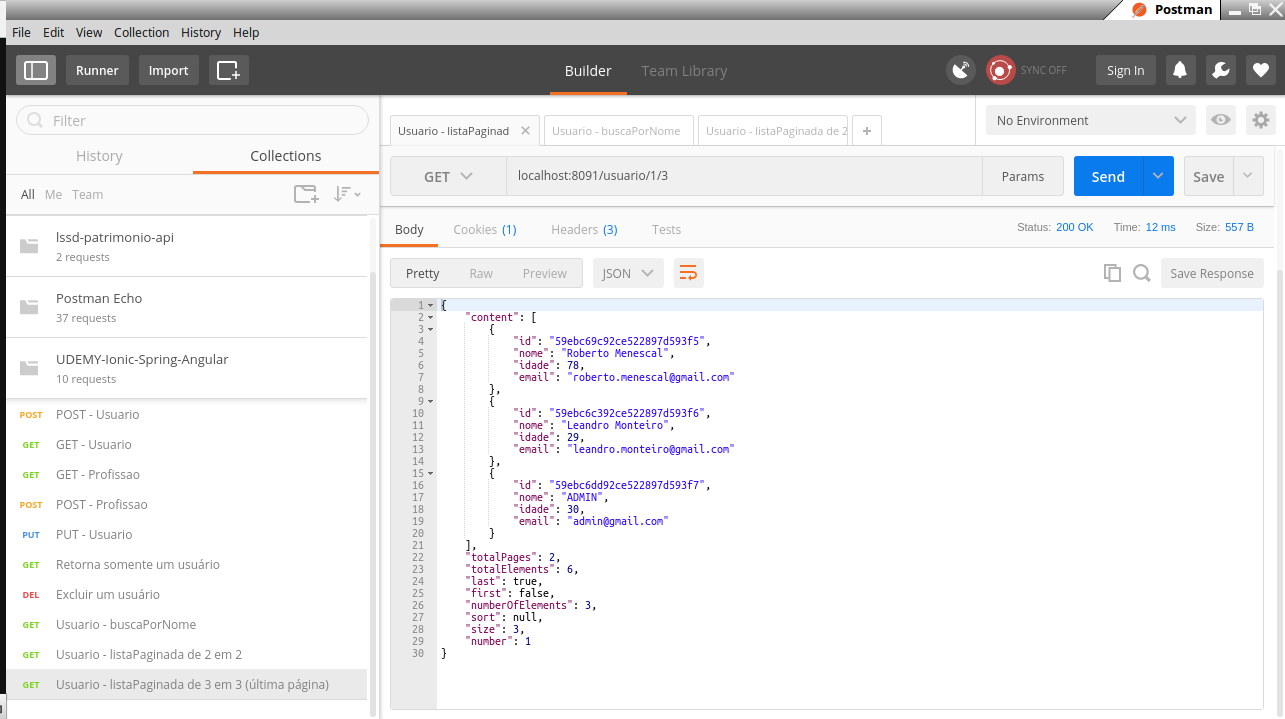 Postman
File Edit View Collection History Help
Runner Import Builder Team Library SYNC OFF Sign In
Filter
History Collections
All Me Team
lssd-patrimonio-api
2 requests
Postman Echo
37 requests
UDEMY-Ionic-Spring-Angular
10 requests
POST POST - Usuario
GET GET - Usuario
GET GET - Profissao
POST POST - Profissao
PUT PUT - Usuario
GET Retorna somente um usuário
DEL Excluir um usuário
GET Usuario - buscaPorNome
GET Usuario - listaPaginada de 2 em 2
GET Usuario - listaPaginada de 3 em 3 (última página)
Usuario - listaPaginad Usuario - buscaPorNome Usuario - listaPaginada de 2 +
No Environment
GET localhost:8091/usuario/1/3 Params Send Save
Body Cookies (1) Headers (3) Tests Status: 200 OK Time: 12 ms Size: 557 B
Pretty Raw Preview JSON Save Response
1 {
2 "content": [
3 {
4 "id": "59ebc69c92ce522897d593f5",
5 "nome": "Roberto Menescal",
6 "idade": 78,
7 "email": "roberto.menescal@gmail.com"
8 },
9 {
10 "id": "59ebc6c392ce522897d593f6",
11 "nome": "Leandro Monteiro",
12 "idade": 29,
13 "email": "leandro.monteiro@gmail.com"
14 },
15 {
16 "id": "59ebc6dd92ce522897d593f7",
17 "nome": "ADMIN",
18 "idade": 30,
19 "email": "admin@gmail.com"
20 }
21 ],
22 "totalPages": 2,
23 "totalElements": 6,
24 "last": true,
25 "first": false,
26 "numberOfElements": 3,
27 "sort": null,
28 "size": 3,
29 "number": 1
30 }